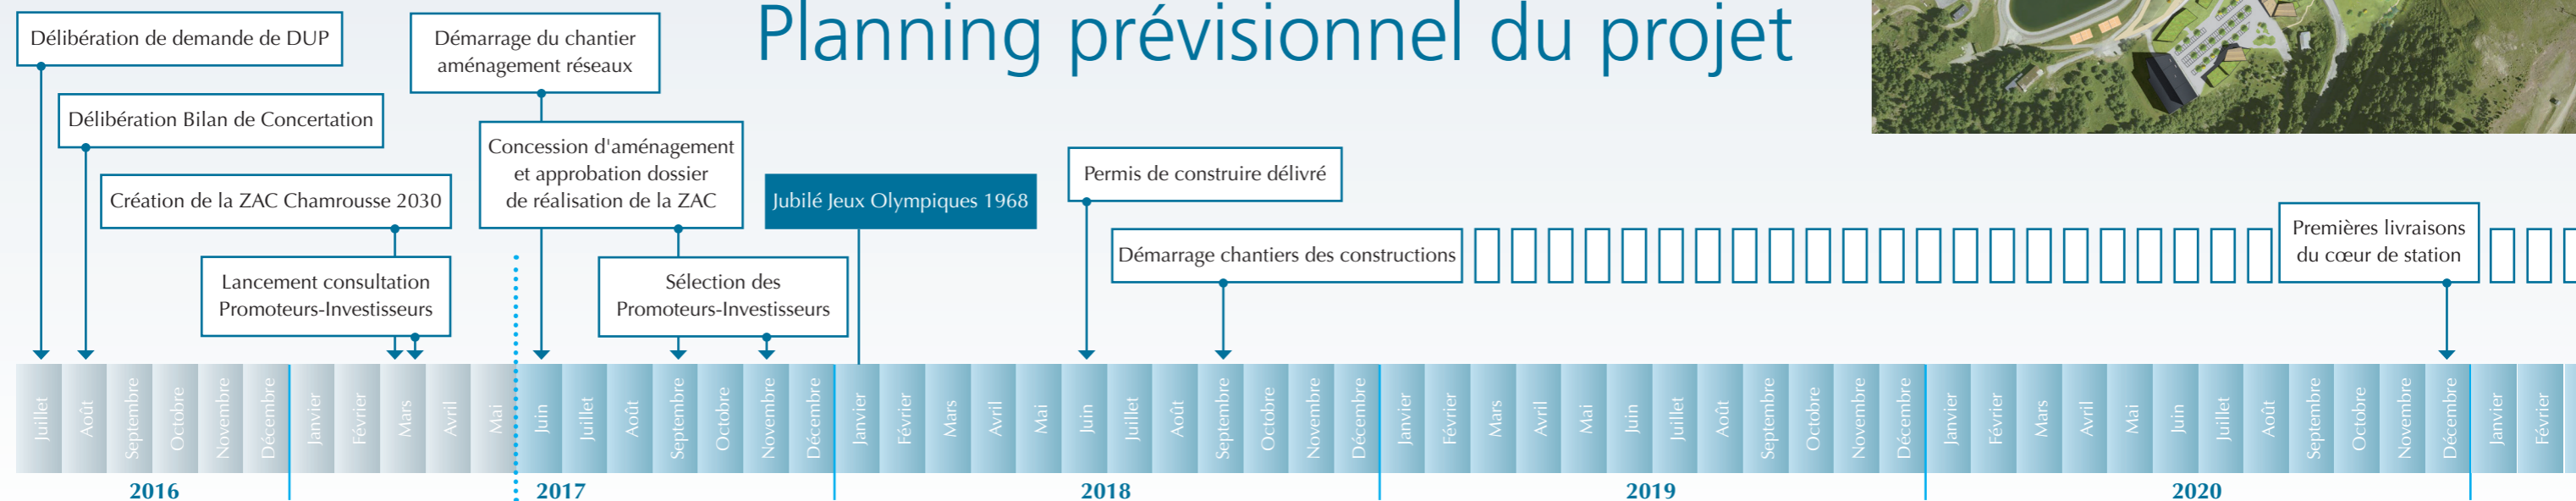 Planning prévisionnel du projet
Délibération de demande de DUP
Délibération Bilan de Concertation
Création de la ZAC Chamrousse 2030
Lancement consultation
Promoteurs-Investisseurs
Démarrage du chantier
aménagement réseaux
Concession d'aménagement
et approbation dossier
de réalisation de la ZAC
Sélection des
Promoteurs-Investisseurs
Jubilé Jeux Olympiques 1968
Permis de construire délivré
Démarrage chantiers des constructions
Premières livraisons
du cœur de station
Juillet
Août
Septembre
Octobre
Novembre
Décembre
Janvier
Février
Mars
Avril
Mai
Juin
Juillet
Août
Septembre
Octobre
Novembre
Décembre
Janvier
Février
Mars
Avril
Mai
Juin
Juillet
Août
Septembre
Octobre
Novembre
Décembre
Janvier
Février
Mars
Avril
Mai
Juin
Juillet
Août
Septembre
Octobre
Novembre
Décembre
Janvier
Février
Mars
Avril
Mai
Juin
Juillet
Août
Septembre
Octobre
Novembre
Décembre
Janvier
Février
2016
2017
2018
2019
2020